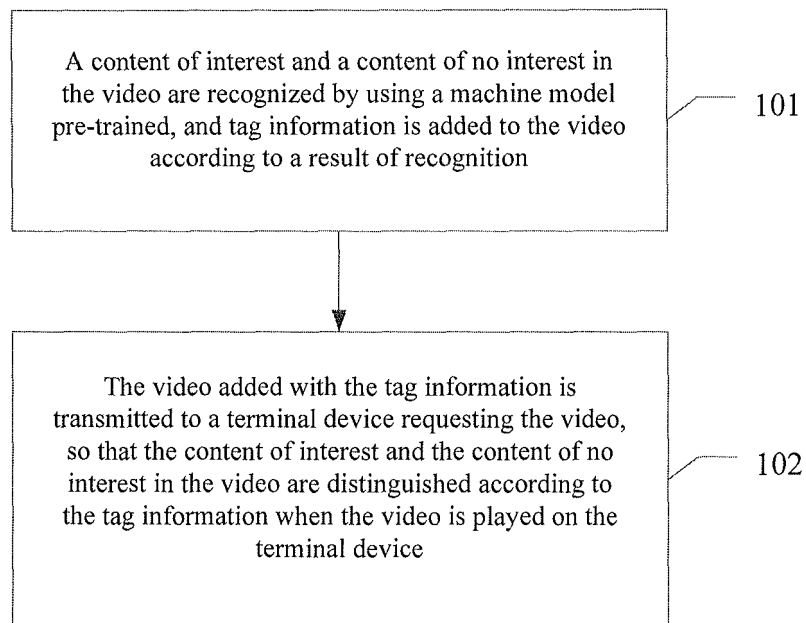 A content of interest and a content of no interest in
the video are recognized by using a machine model
pre-trained, and tag information is added to the video
according to a result of recognition
101
The video added with the tag information is
transmitted to a terminal device requesting the video,
so that the content of interest and the content of no
interest in the video are distinguished according to
the tag information when the video is played on the
terminal device
102